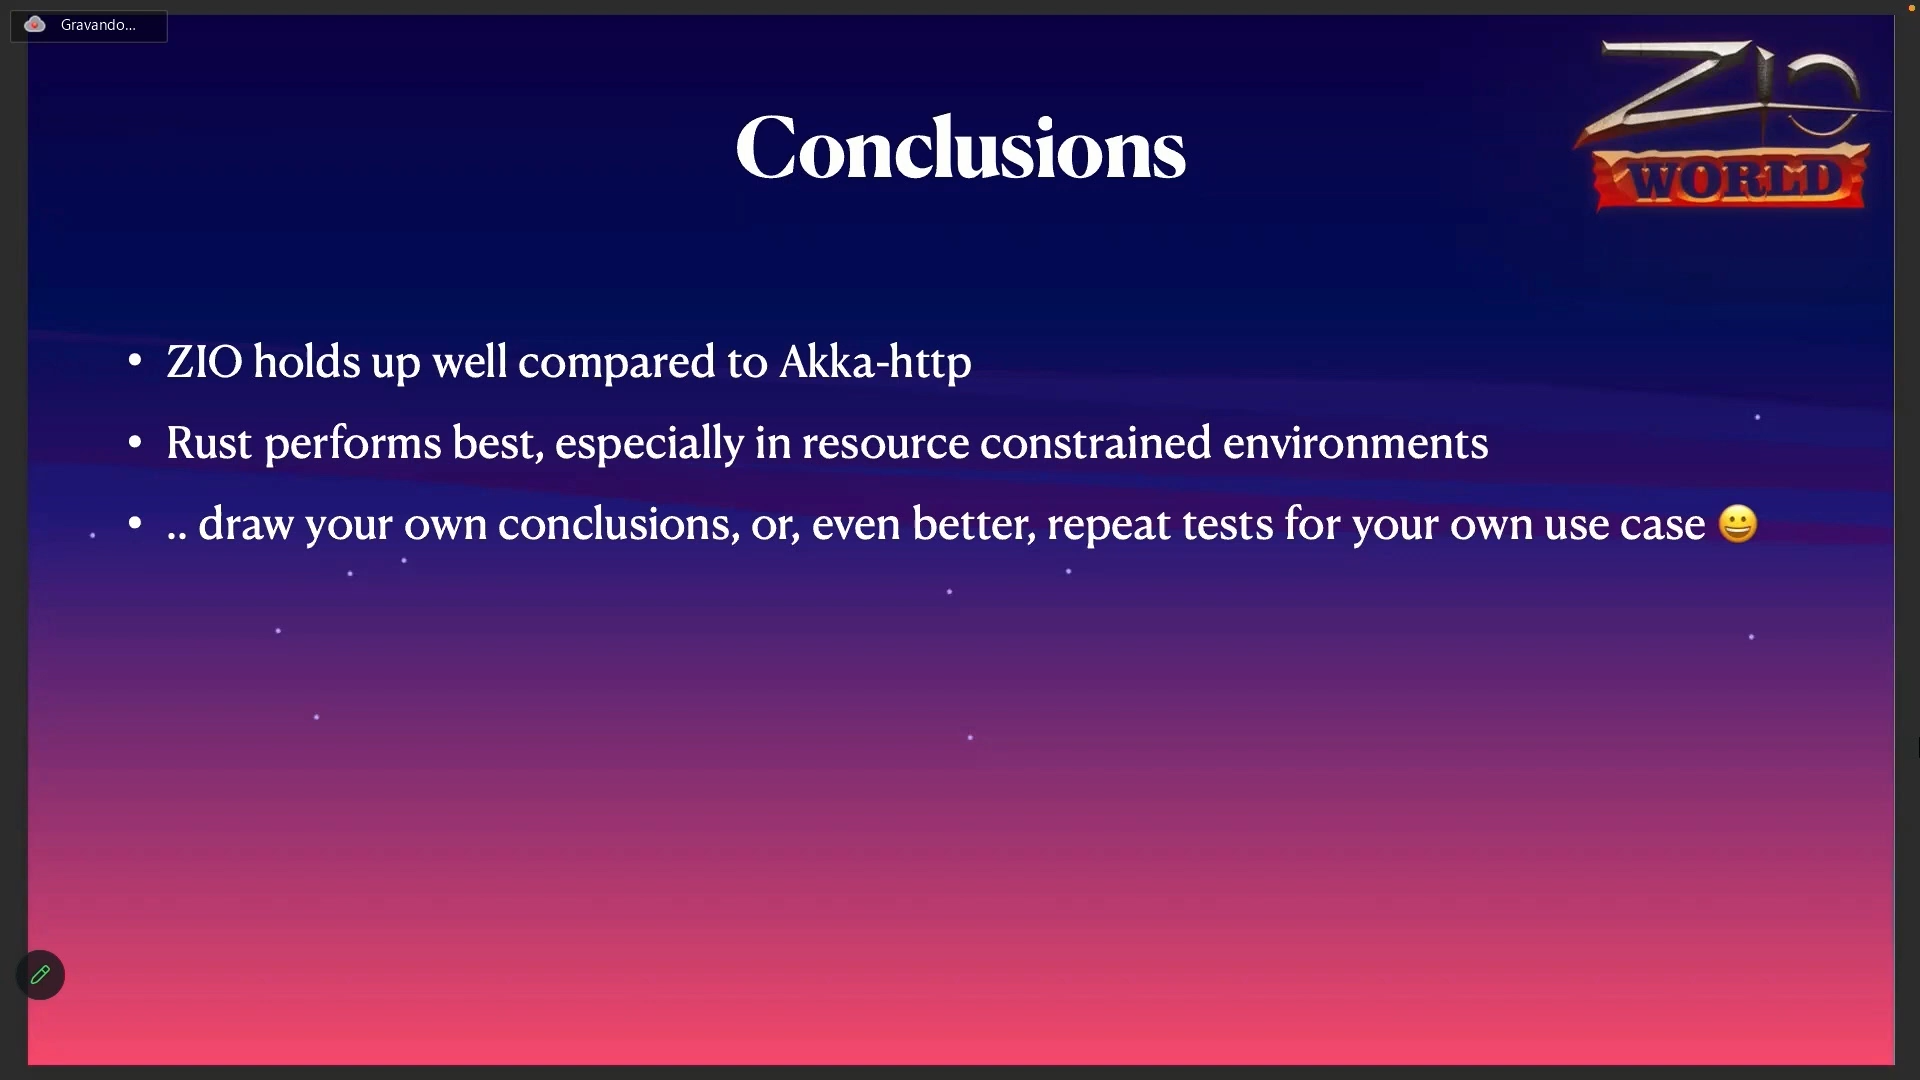 Gravando...
ZIO
WORLD
Conclusions
• ZIO holds up well compared to Akka-http
• Rust performs best, especially in resource constrained environments
• .. draw your own conclusions, or, even better, repeat tests for your own use case 😀